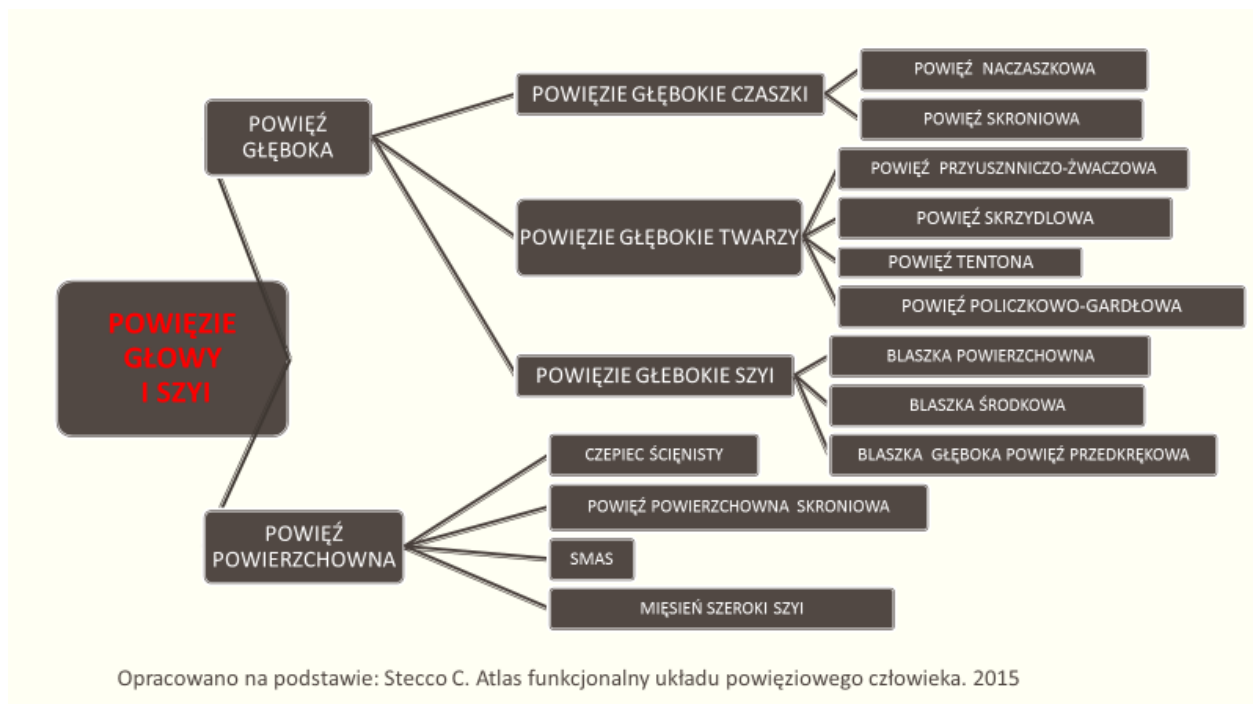 POWIĘZIE
GŁOWY
I SZYI
POWIĘŹ
GŁĘBOKA
POWIĘZIE GŁĘBOKIE CZASZKI
POWIĘŹ NACZASZKOWA
POWIĘŹ SKRONIOWA
POWIĘZIE GŁĘBOKIE TWARZY
POWIĘŹ PRZYUSZNNICZO-ŻWACZOWA
POWIĘŹ SKRZYDLOWA
POWIĘŹ TENTONA
POWIĘŹ POLICZKOWO-GARDŁOWA
POWIĘZIE GŁEBOKIE SZYI
BLASZKA POWIERZCHOWNA
BLASZKA ŚRODKOWA
BLASZKA GŁĘBOKA POWIĘŹ PRZEDKRĘKOWA
POWIĘŹ
POWIERZCHOWNA
CZEPIEC ŚCIĘNISTY
POWIĘŹ POWIERZCHOWNA SKRONIOWA
SMAS
MIĘSIEŃ SZEROKI SZYI
Opracowano na podstawie: Stecco C. Atlas funkcjonalny układu powięziowego człowieka. 2015